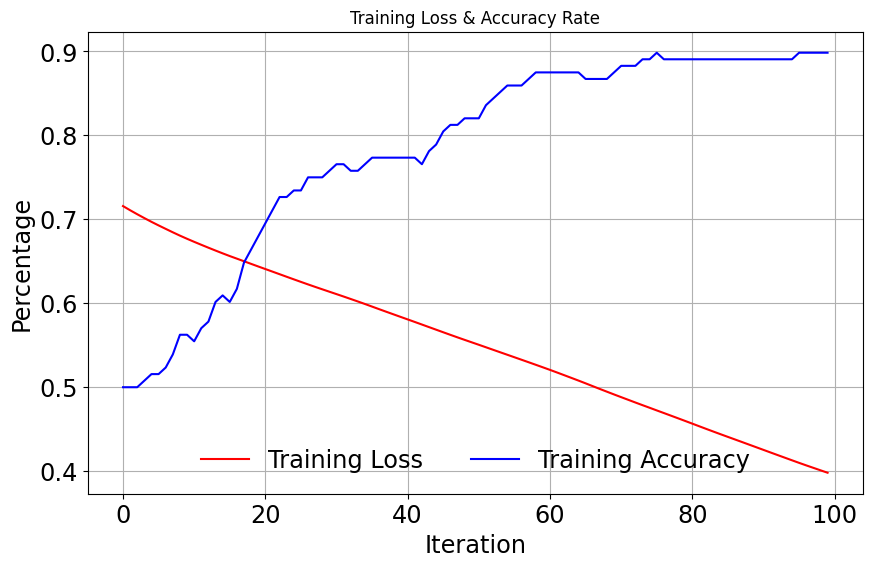 Training Loss & Accuracy Rate
0.9
0.8
0.7
0.6
0.5
0.4
Percentage
Training Loss
Training Accuracy
0 20 40 60 80 100
Iteration